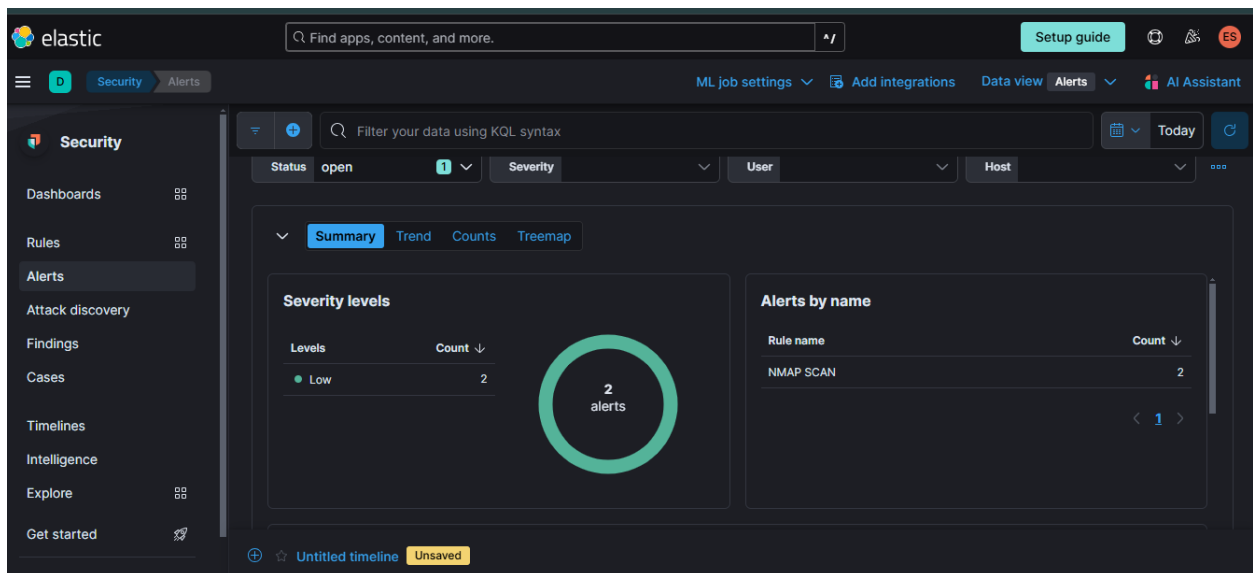 elastic
Find apps, content, and more.
^/
Setup guide
ES
D
Security
Alerts
ML job settings
Add integrations
Data view
Alerts
AI Assistant
Security
Filter your data using KQL syntax
Today
Status open 1
Severity
User
Host
Dashboards
Rules
Alerts
Attack discovery
Findings
Cases
Timelines
Intelligence
Explore
Get started
Summary Trend Counts Treemap
Severity levels
Levels Count ↓
Low 2
2
alerts
Alerts by name
Rule name Count ↓
NMAP SCAN 2
< 1 >
Untitled timeline Unsaved